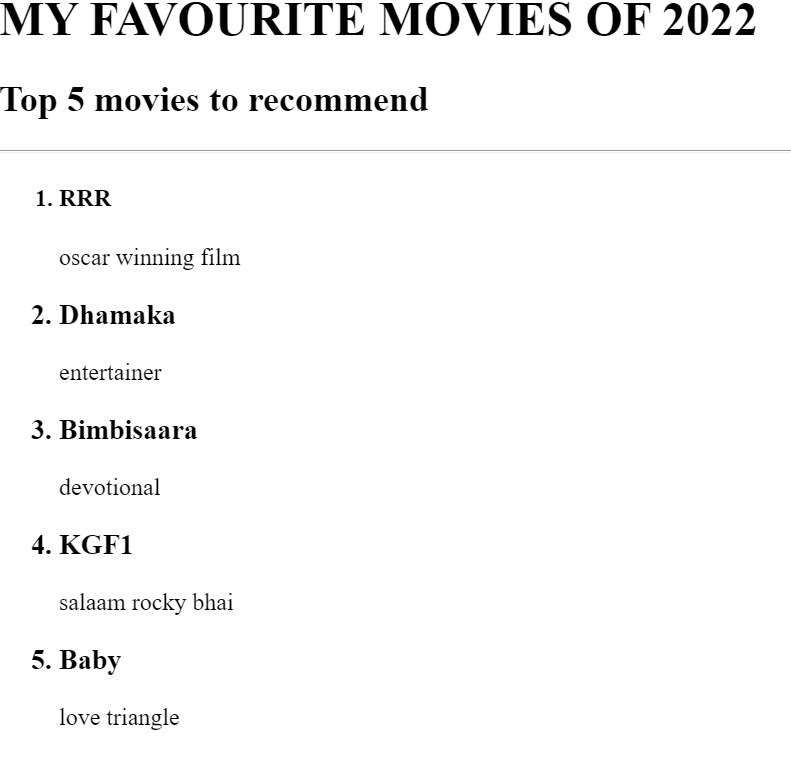 MY FAVOURITE MOVIES OF 2022
Top 5 movies to recommend
1. RRR
oscar winning film
2. Dhamaka
entertainer
3. Bimbisaara
devotional
4. KGF1
salaam rocky bhai
5. Baby
love triangle